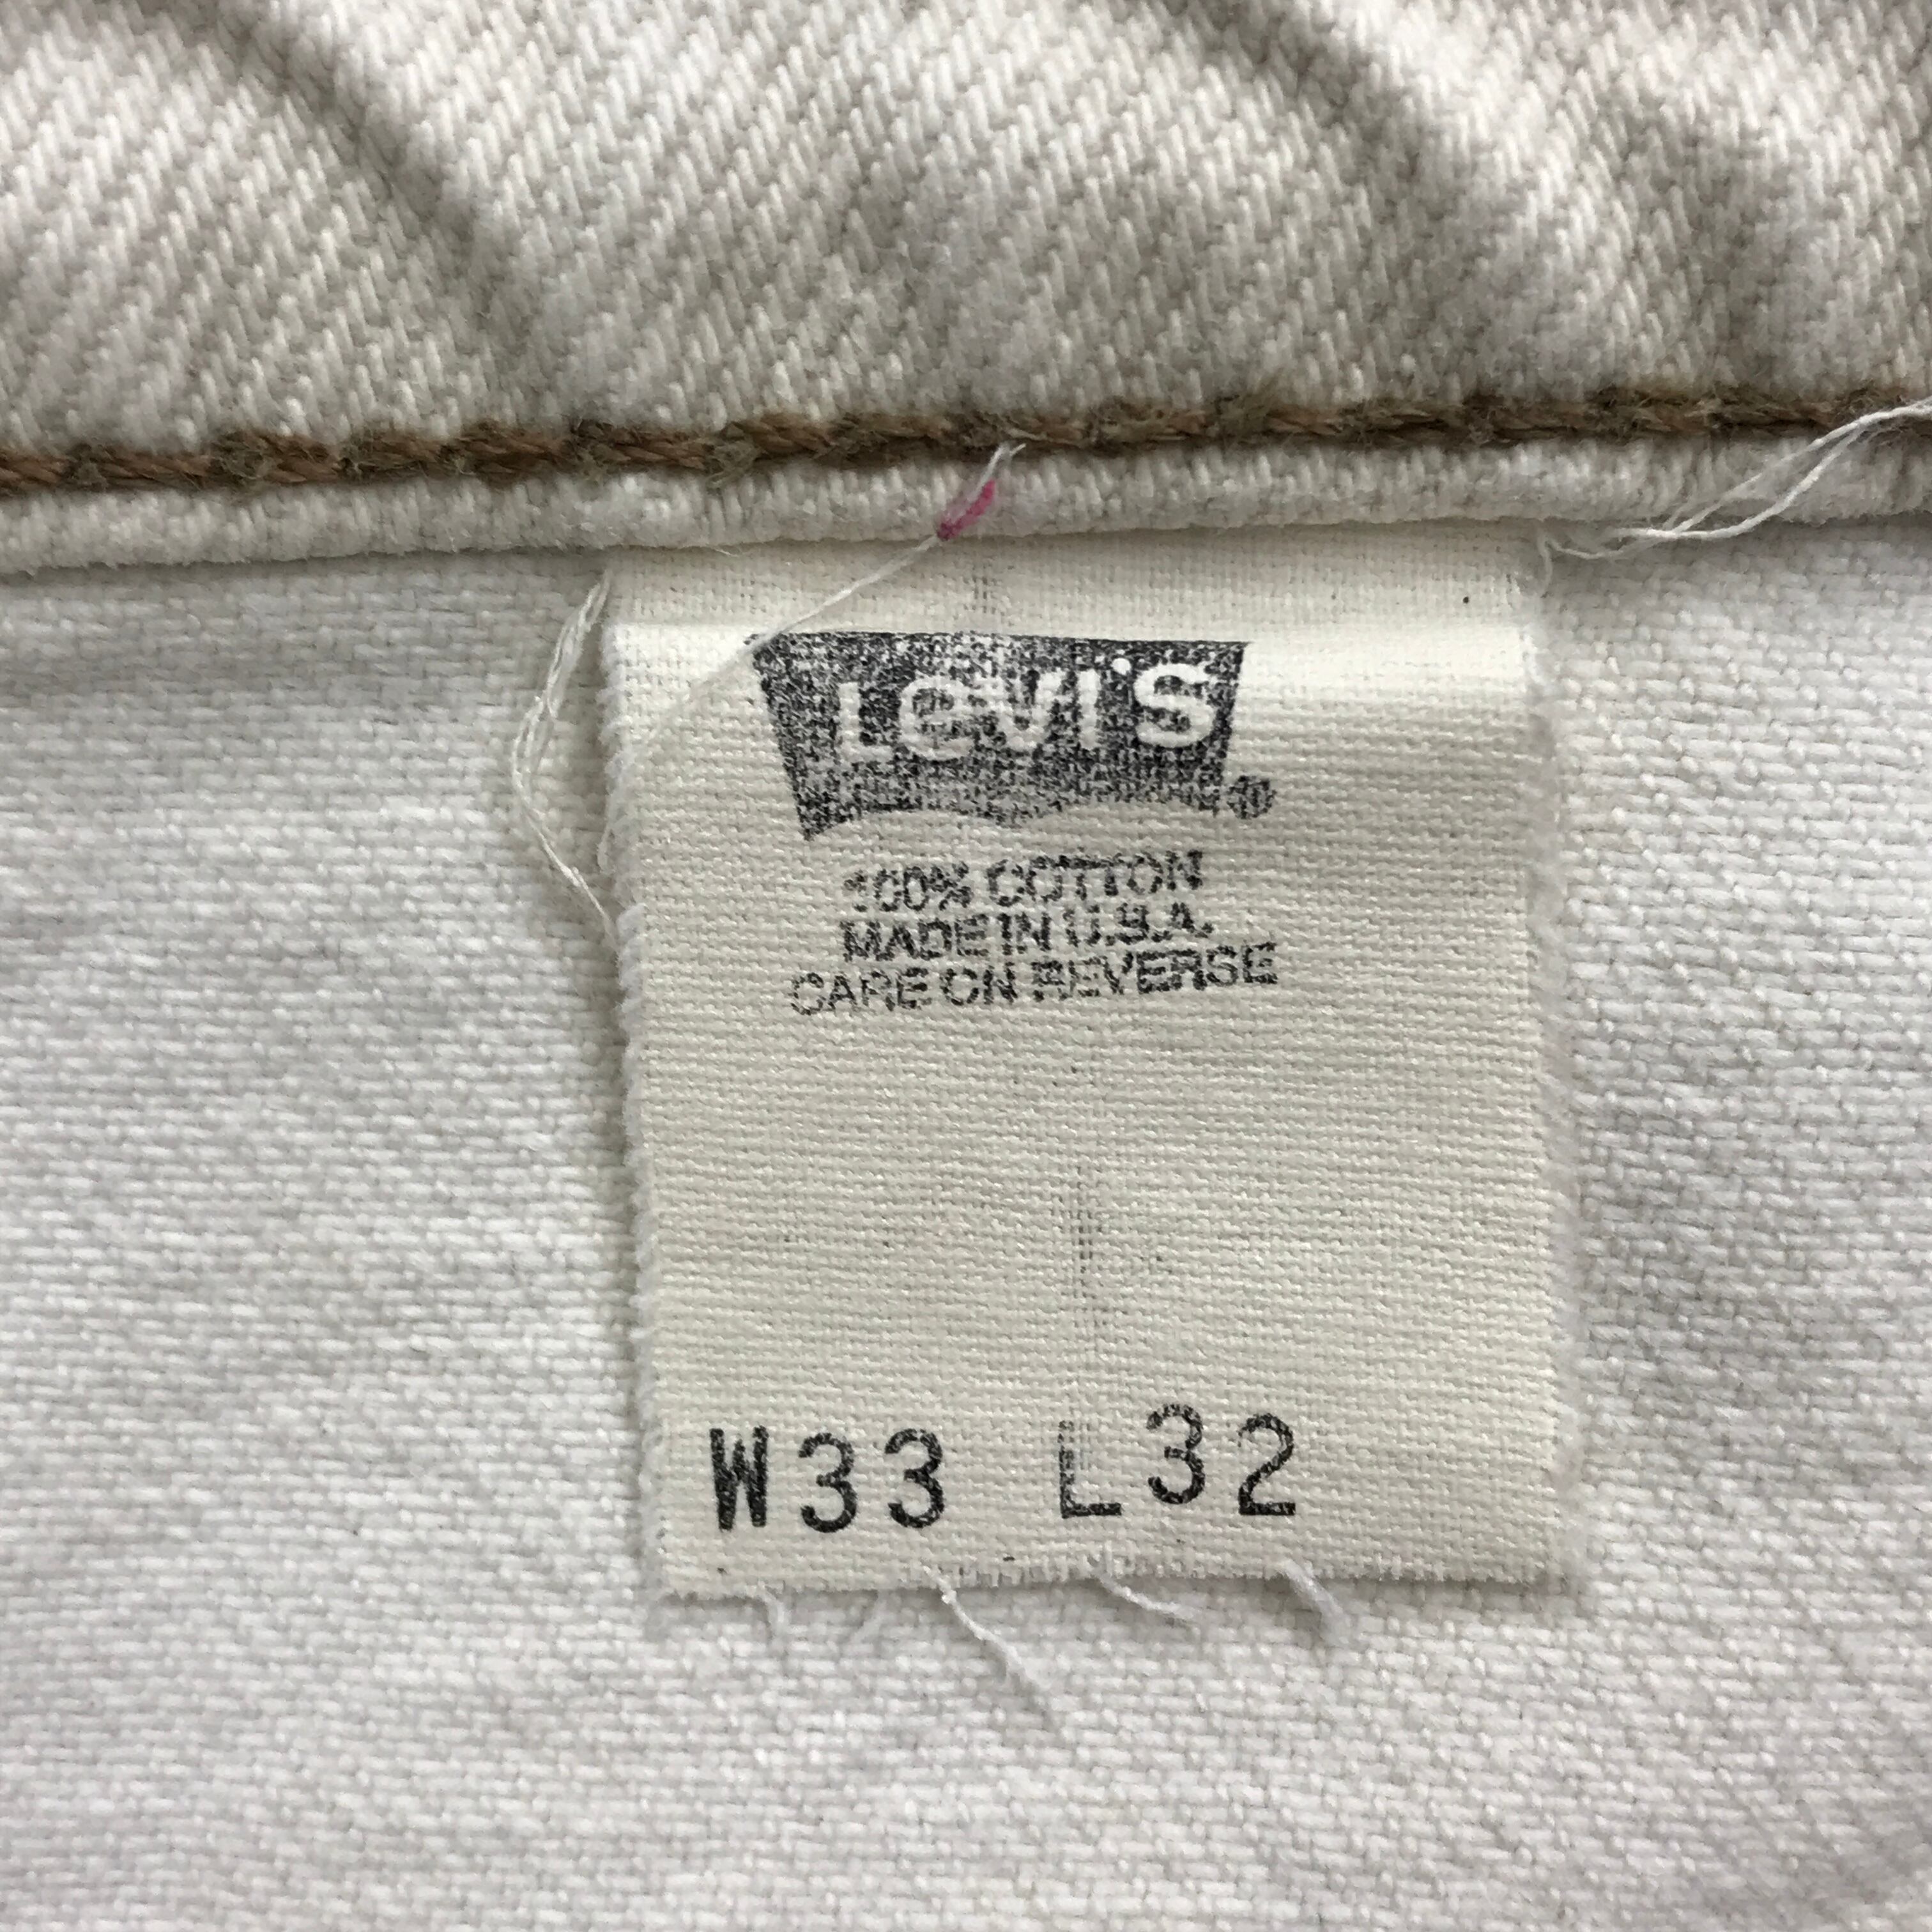 Levi's ®
100% COTTON
MADE IN U.S.A.
CARE ON REVERSE
W33 L32